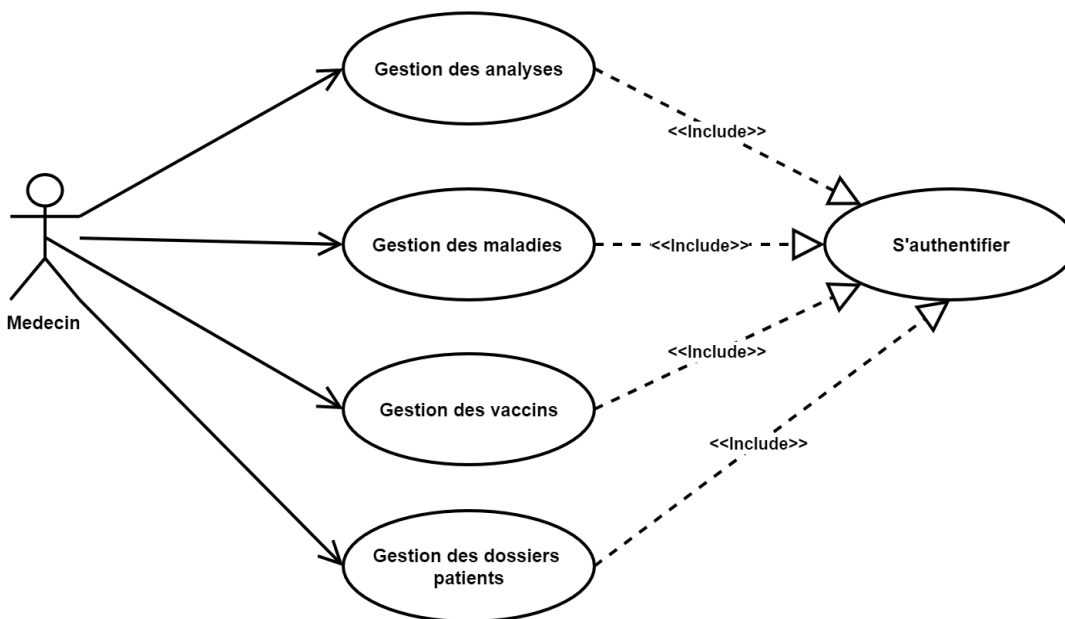 Gestion des analyses
<<Include>>
Gestion des maladies
<<Include>>
S'authentifier
Medecin
<<Include>>
Gestion des vaccins
<<Include>>
Gestion des dossiers
patients